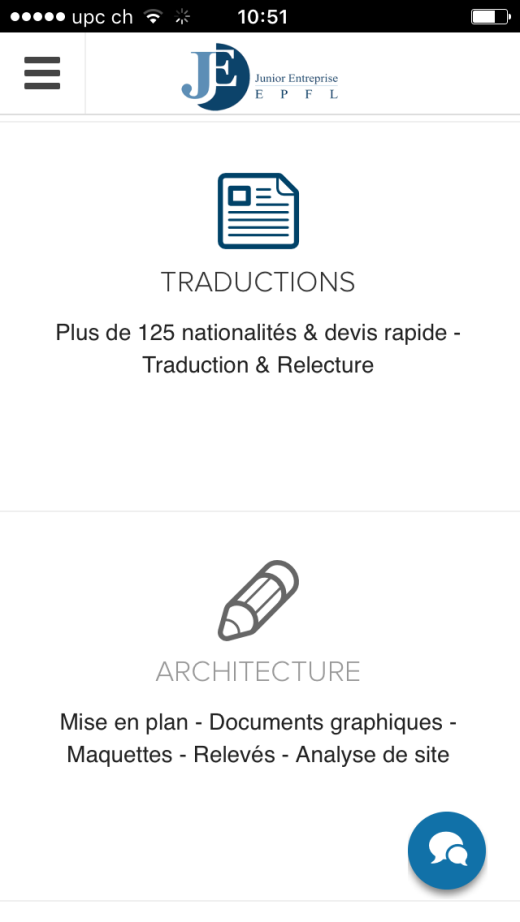 upc ch 10:51
JE Junior Entreprise
E P F L
TRADUCTIONS
Plus de 125 nationalités & devis rapide -
Traduction & Relecture
ARCHITECTURE
Mise en plan - Documents graphiques -
Maquettes - Relevés - Analyse de site